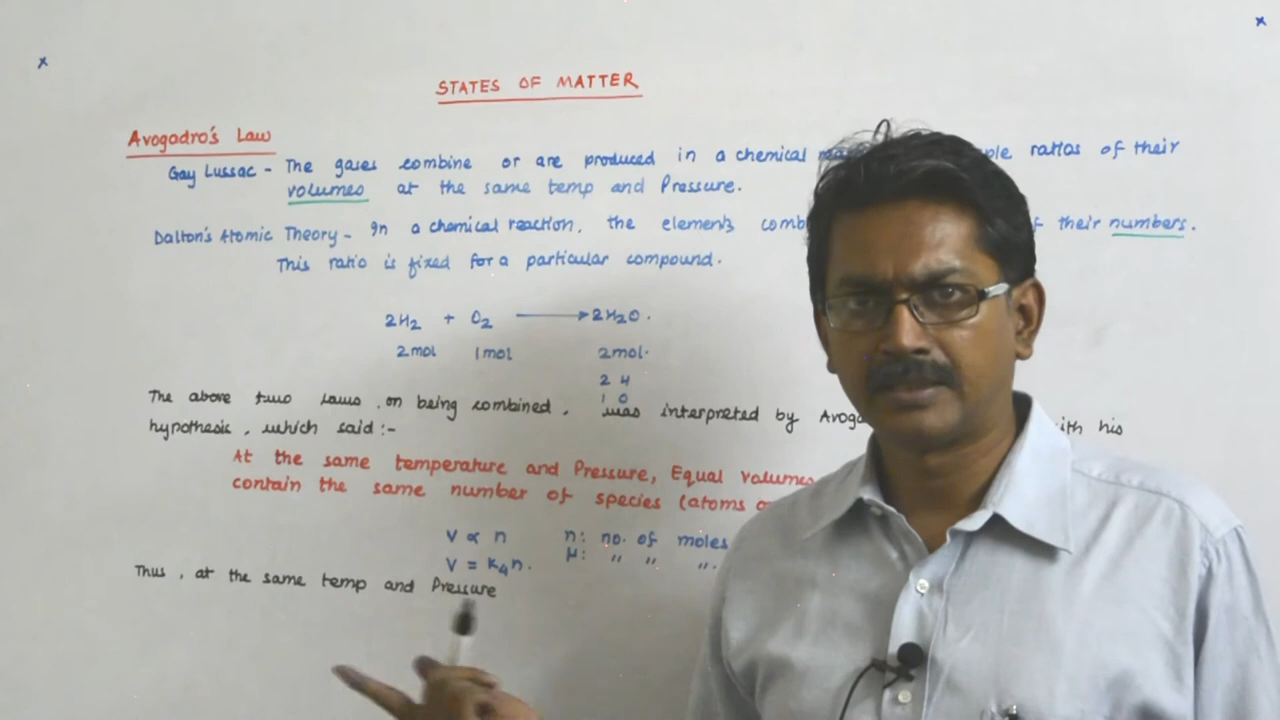 STATES OF MATTER
Avogadro's Law
Gay Lussac - The gases combine or are produced in a chemical ratios of their
volumes at the same temp and Pressure.
Dalton's Atomic Theory - In a chemical reaction, the elements their numbers.
This ratio is fixed for a particular compound.
2H₂ + O₂ ⟶ 2H₂O.
2mol 1mol 2mol.
2 H
1 O
The above two laws, on being combined, was interpreted by with his
hypothesis, which said:-
At the same temperature and Pressure, Equal volumes
contain the same number of species (atoms
V ∝ n n: no. of moles
V = K₄n. μ: " " ".
Thus, at the same temp and Pressure